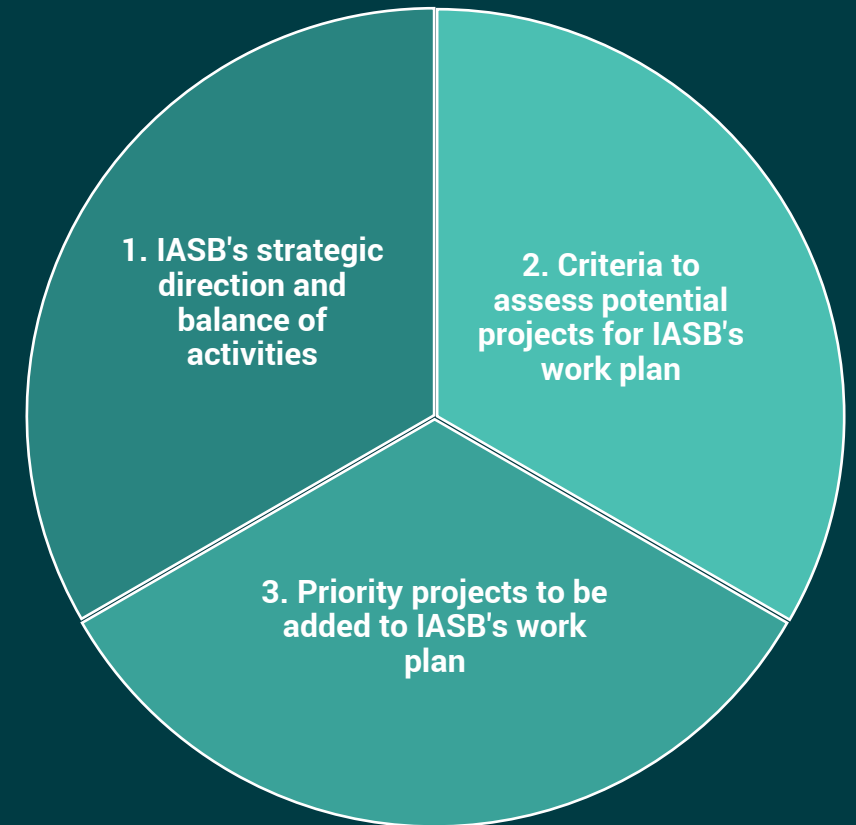 1. IASB's strategic
direction and
balance of
activities
2. Criteria to
assess potential
projects for IASB's
work plan
3. Priority projects to be
added to IASB's work
plan